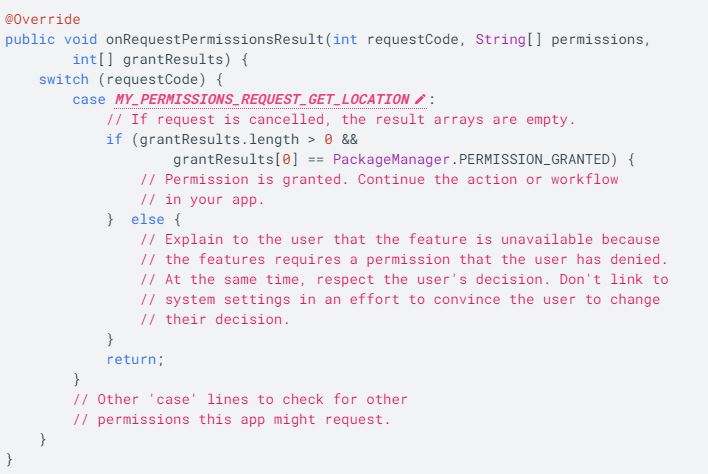 @Override
public void onRequestPermissionsResult(int requestCode, String[] permissions,
        int[] grantResults) {
    switch (requestCode) {
        case MY_PERMISSIONS_REQUEST_GET_LOCATION:
            // If request is cancelled, the result arrays are empty.
            if (grantResults.length > 0 &&
                    grantResults[0] == PackageManager.PERMISSION_GRANTED) {
                // Permission is granted. Continue the action or workflow
                // in your app.
            }  else {
                // Explain to the user that the feature is unavailable because
                // the features requires a permission that the user has denied.
                // At the same time, respect the user's decision. Don't link to
                // system settings in an effort to convince the user to change
                // their decision.
            }
            return;
        }
        // Other 'case' lines to check for other
        // permissions this app might request.
    }
}